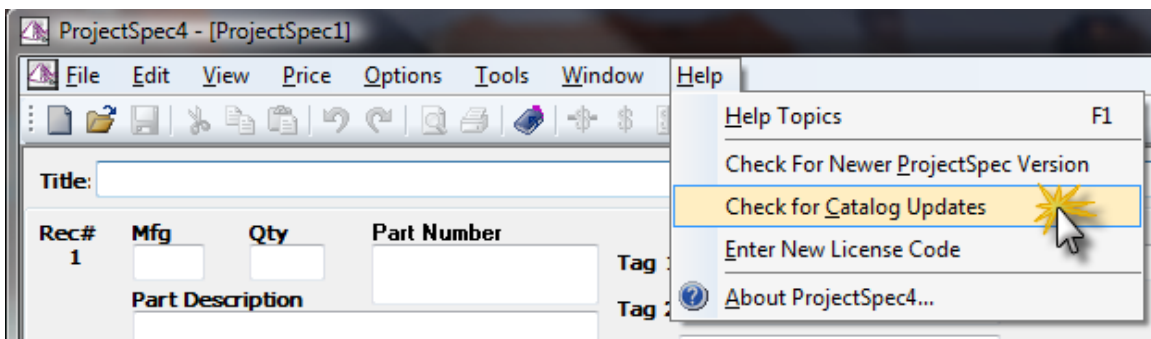 ProjectSpec4 - [ProjectSpec1]
File Edit View Price Options Tools Window Help
Help Topics F1
Check For Newer ProjectSpec Version
Check for Catalog Updates
Enter New License Code
About ProjectSpec4...
Title:
Rec# Mfg Qty Part Number
1
Tag
Part Description
Tag 2